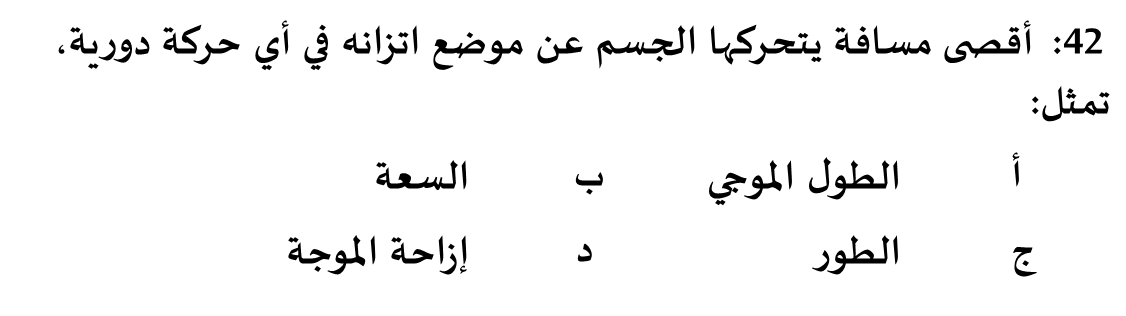 42: أقصى مسافة يتحركها الجسم عن موضع اتزانه في أي حركة دورية،
تمثل:
أ الطول الموجي ب السعة
ج الطور د إزاحة الموجة